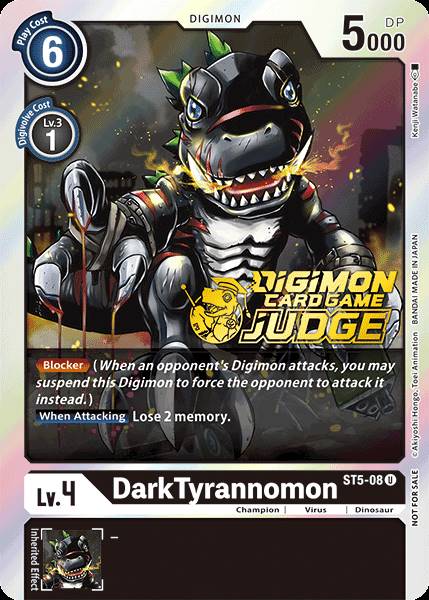 Play Cost
6
DIGIMON
DP
5000
Digivolve Cost
Lv.3
1
Kenji Watanabe
DIGIMON
CARD GAME
JUDGE
Blocker (When an opponent's Digimon attacks, you may
suspend this Digimon to force the opponent to attack it
instead.)
When Attacking Lose 2 memory.
©Akiyoshi Hongo, Toei Animation BANDAI MADE IN JAPAN
NOT FOR SALE
Lv.4
DarkTyrannomon
ST5-08 U
Champion | Virus | Dinosaur
Inherited Effect
–